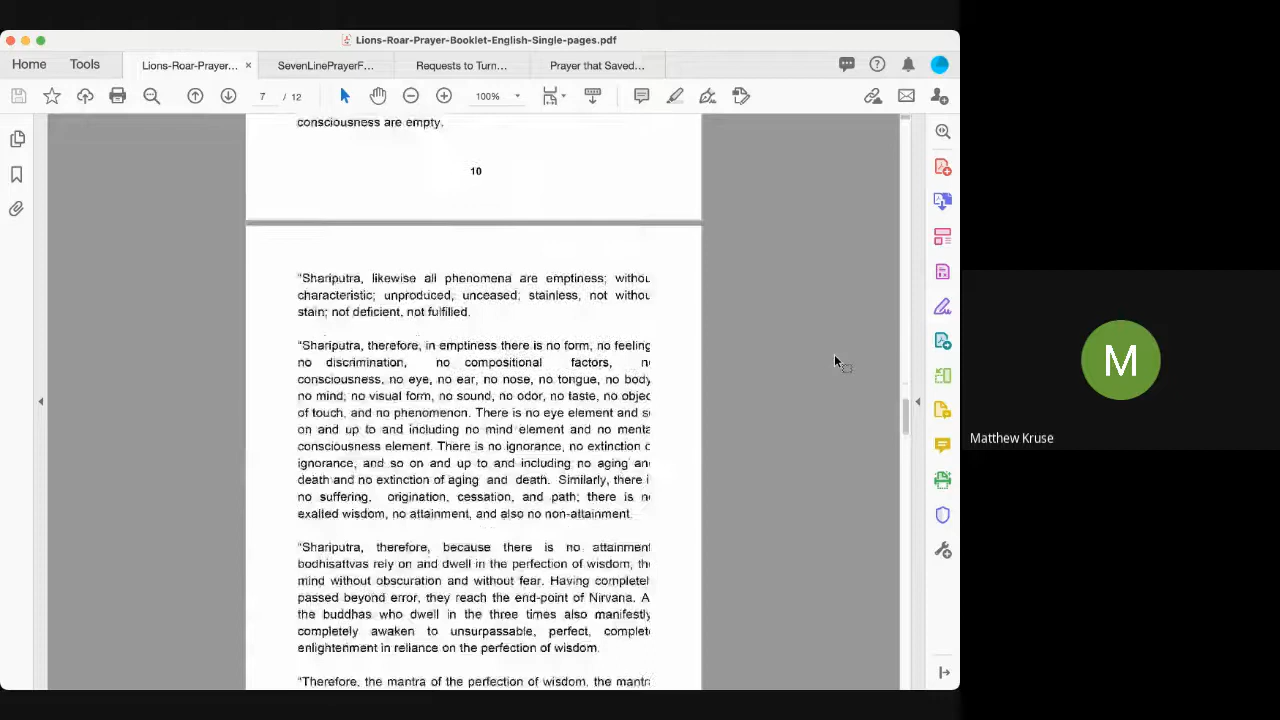 Lions-Roar-Prayer-Booklet-English-Single-pages.pdf
Home Tools Lions-Roar-Prayer... × SevenLinePrayerF... Requests to Turn... Prayer that Saved...
7 / 12 100%
consciousness are empty.
10
“Shariputra, likewise all phenomena are emptiness; withou
characteristic; unproduced, unceased; stainless, not withou
stain; not deficient, not fulfilled.
“Shariputra, therefore, in emptiness there is no form, no feeling
no discrimination, no compositional factors, n
consciousness, no eye, no ear, no nose, no tongue, no body
no mind; no visual form, no sound, no odor, no taste, no objec
of touch, and no phenomenon. There is no eye element and s
on and up to and including no mind element and no menta
consciousness element. There is no ignorance, no extinction o
ignorance, and so on and up to and including no aging an
death and no extinction of aging and death. Similarly, there i
no suffering, origination, cessation, and path; there is n
exalted wisdom, no attainment, and also no non-attainment.
“Shariputra, therefore, because there is no attainment
bodhisattvas rely on and dwell in the perfection of wisdom, th
mind without obscuration and without fear. Having completel
passed beyond error, they reach the end-point of Nirvana. A
the buddhas who dwell in the three times also manifestly
completely awaken to unsurpassable, perfect, complet
enlightenment in reliance on the perfection of wisdom.
“Therefore, the mantra of the perfection of wisdom, the mantra
M
Matthew Kruse